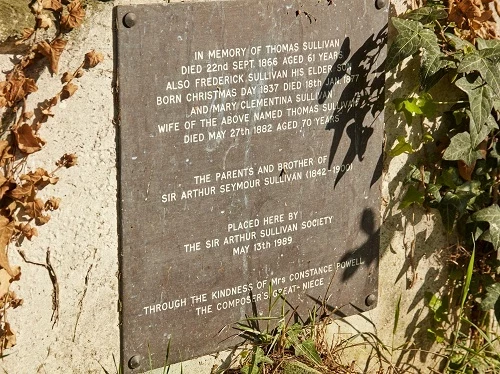 IN MEMORY OF THOMAS SULLIVAN
DIED 22nd SEPT. 1866 AGED 61 YEARS
ALSO FREDERICK SULLIVAN HIS ELDER SON
BORN CHRISTMAS DAY 1837 DIED 18th JAN. 1877
AND MARY CLEMENTINA SULLIVAN
WIFE OF THE ABOVE NAMED THOMAS SULLIVAN
DIED MAY 27th 1882 AGED 70 YEARS
THE PARENTS AND BROTHER OF
SIR ARTHUR SEYMOUR SULLIVAN (1842-1900)
PLACED HERE BY
THE SIR ARTHUR SULLIVAN SOCIETY
MAY 13th 1989
THROUGH THE KINDNESS OF Mrs CONSTANCE POWELL
THE COMPOSER'S GREAT-NIECE